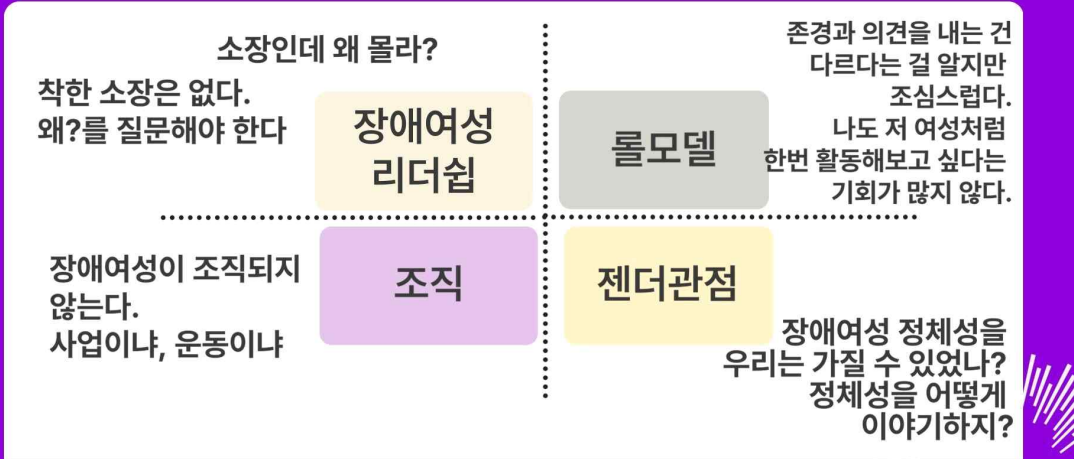 소장인데 왜 몰라?
착한 소장은 없다.
왜?를 질문해야 한다
장애여성
리더쉽
롤모델
존경과 의견을 내는 건
다르다는 걸 알지만
조심스럽다.
나도 저 여성처럼
한번 활동해보고 싶다는
기회가 많지 않다.
장애여성이 조직되지
않는다.
사업이냐, 운동이냐
조직
젠더관점
장애여성 정체성을
우리는 가질 수 있었나?
정체성을 어떻게
이야기하지?